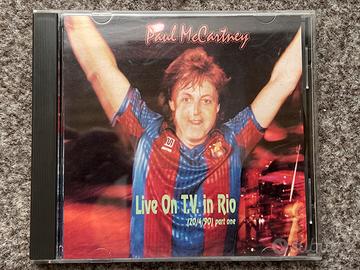 Paul McCartney
Live On T.V. in Rio
(20/4/90) part one